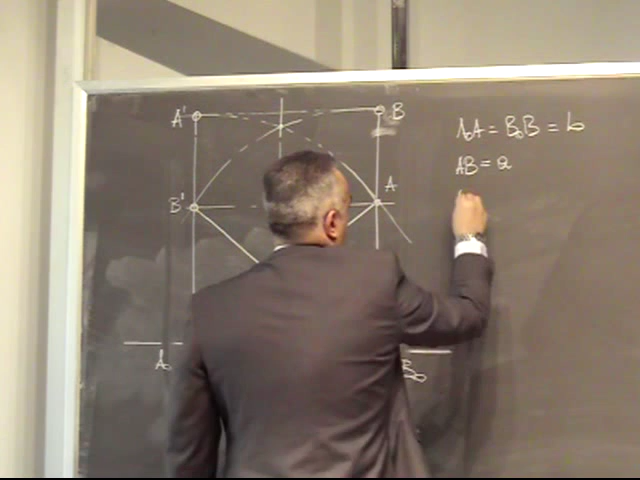 A'
B
A₀A = B₀B = b
AB = a
B'
A
A₀
B₀